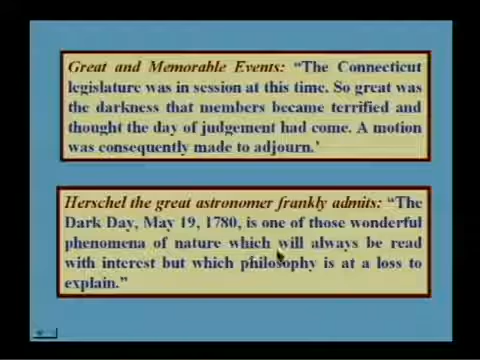 Great and Memorable Events: “The Connecticut
legislature was in session at this time. So great was
the darkness that members became terrified and
thought the day of judgement had come. A motion
was consequently made to adjourn.’
Herschel the great astronomer frankly admits: “The
Dark Day, May 19, 1780, is one of those wonderful
phenomena of nature which will always be read
with interest but which philosophy is at a loss to
explain.”